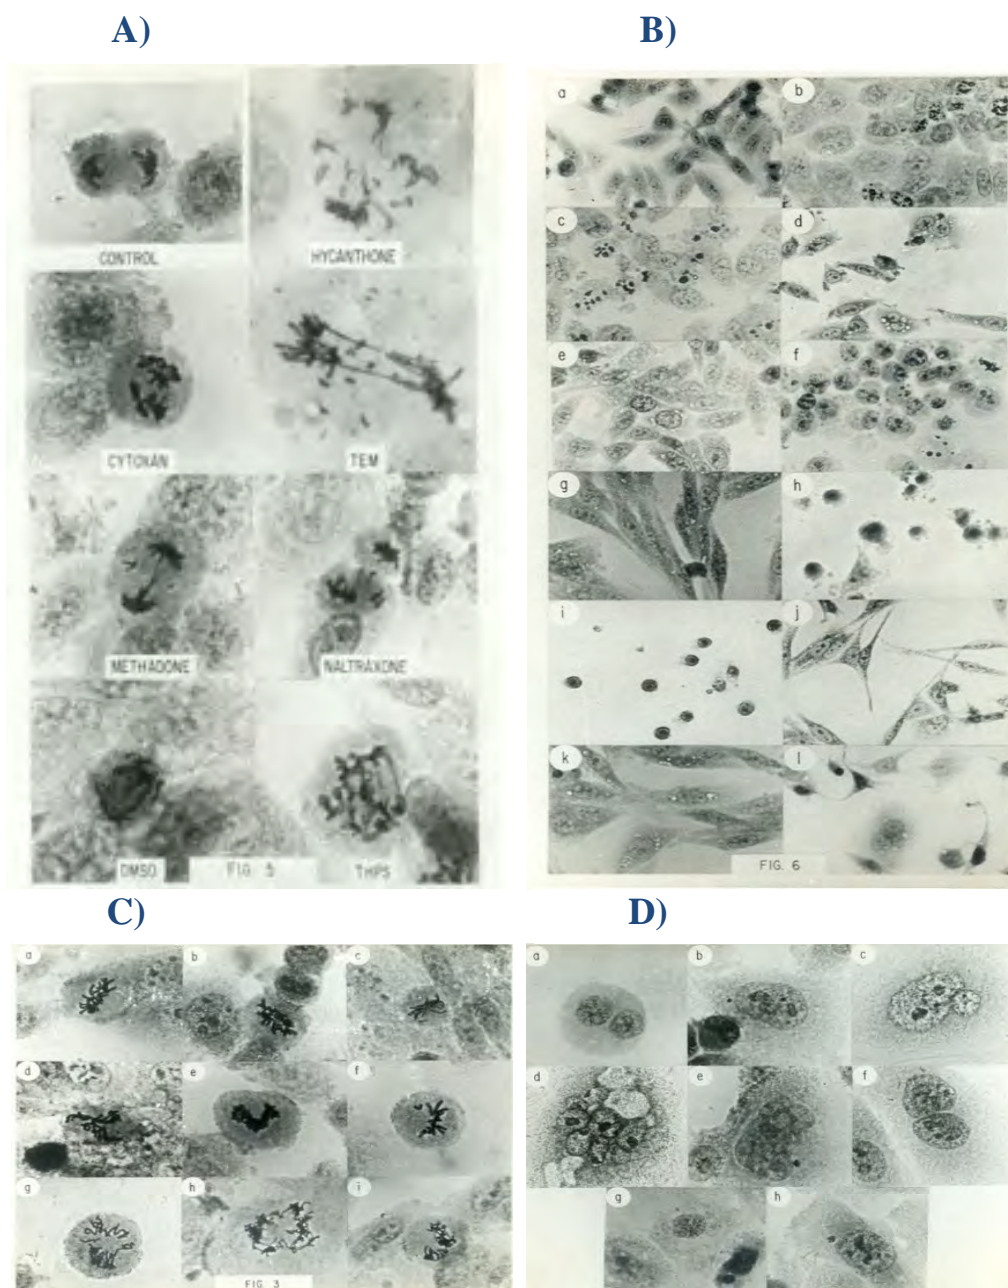 A)
B)
CONTROL
HYCANTHONE
CYTOXAN
TEM
METHADONE
NALTRAXONE
DMSO
FIG. 5
THPS
a
b
c
d
e
f
g
h
i
j
k
l
FIG. 6
C)
D)
a
b
c
d
e
f
g
h
i
FIG. 3
a
b
c
d
e
f
g
h